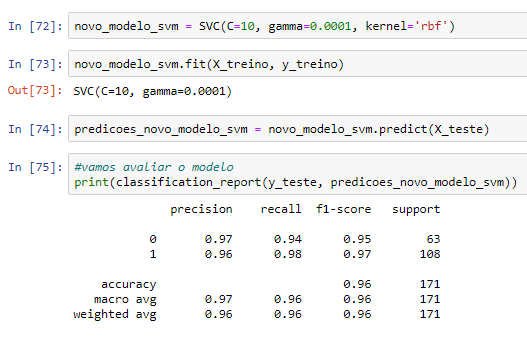 In [72]: novo_modelo_svm = SVC(C=10, gamma=0.0001, kernel='rbf')
In [73]: novo_modelo_svm.fit(X_treino, y_treino)
Out[73]: SVC(C=10, gamma=0.0001)
In [74]: predicoes_novo_modelo_svm = novo_modelo_svm.predict(X_teste)
In [75]: #vamos avaliar o modelo
print(classification_report(y_teste, predicoes_novo_modelo_svm))
precision recall f1-score support
0 0.97 0.94 0.95 63
1 0.96 0.98 0.97 108
accuracy 0.96 171
macro avg 0.97 0.96 0.96 171
weighted avg 0.96 0.96 0.96 171